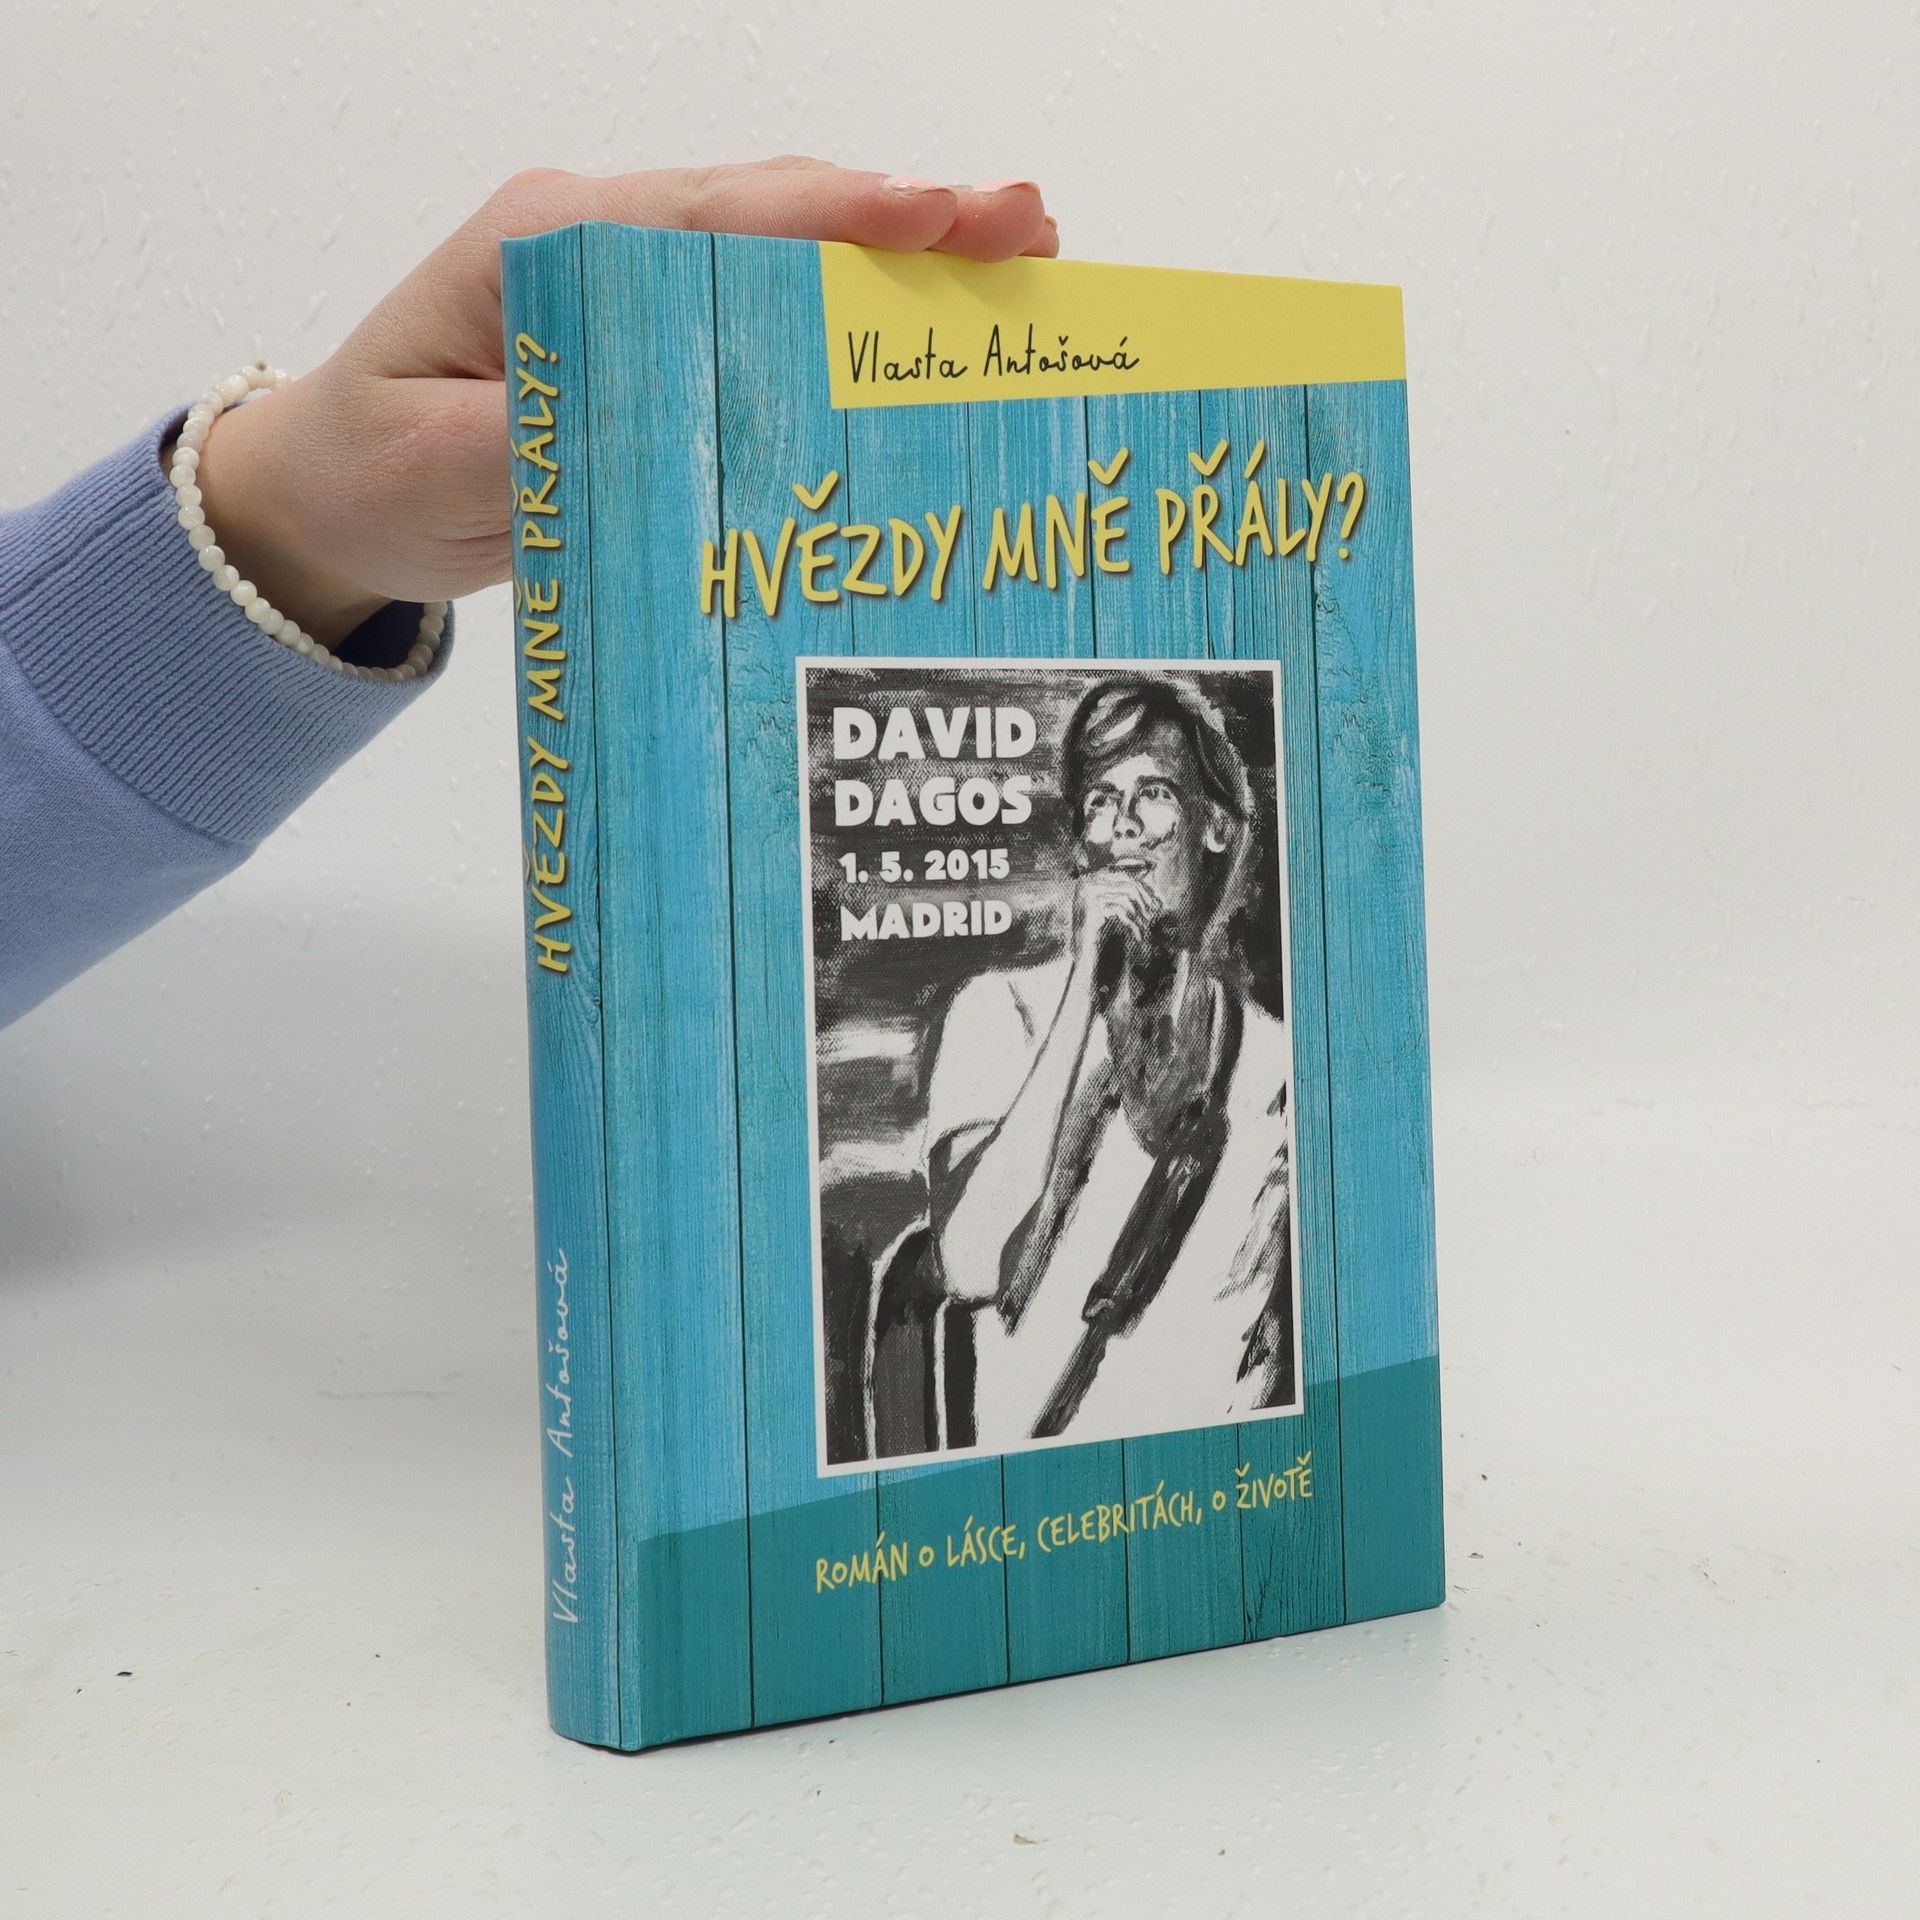 Vlasta Antošová
HVĚZDY MNĚ PŘÁLY?
DAVID
DAGOS
1. 5. 2015
MADRID
ROMÁN O LÁSCE, CELEBRITÁCH, O ŽIVOTĚ
HVĚZDY MNĚ PŘÁLY?
Vlasta Antošová